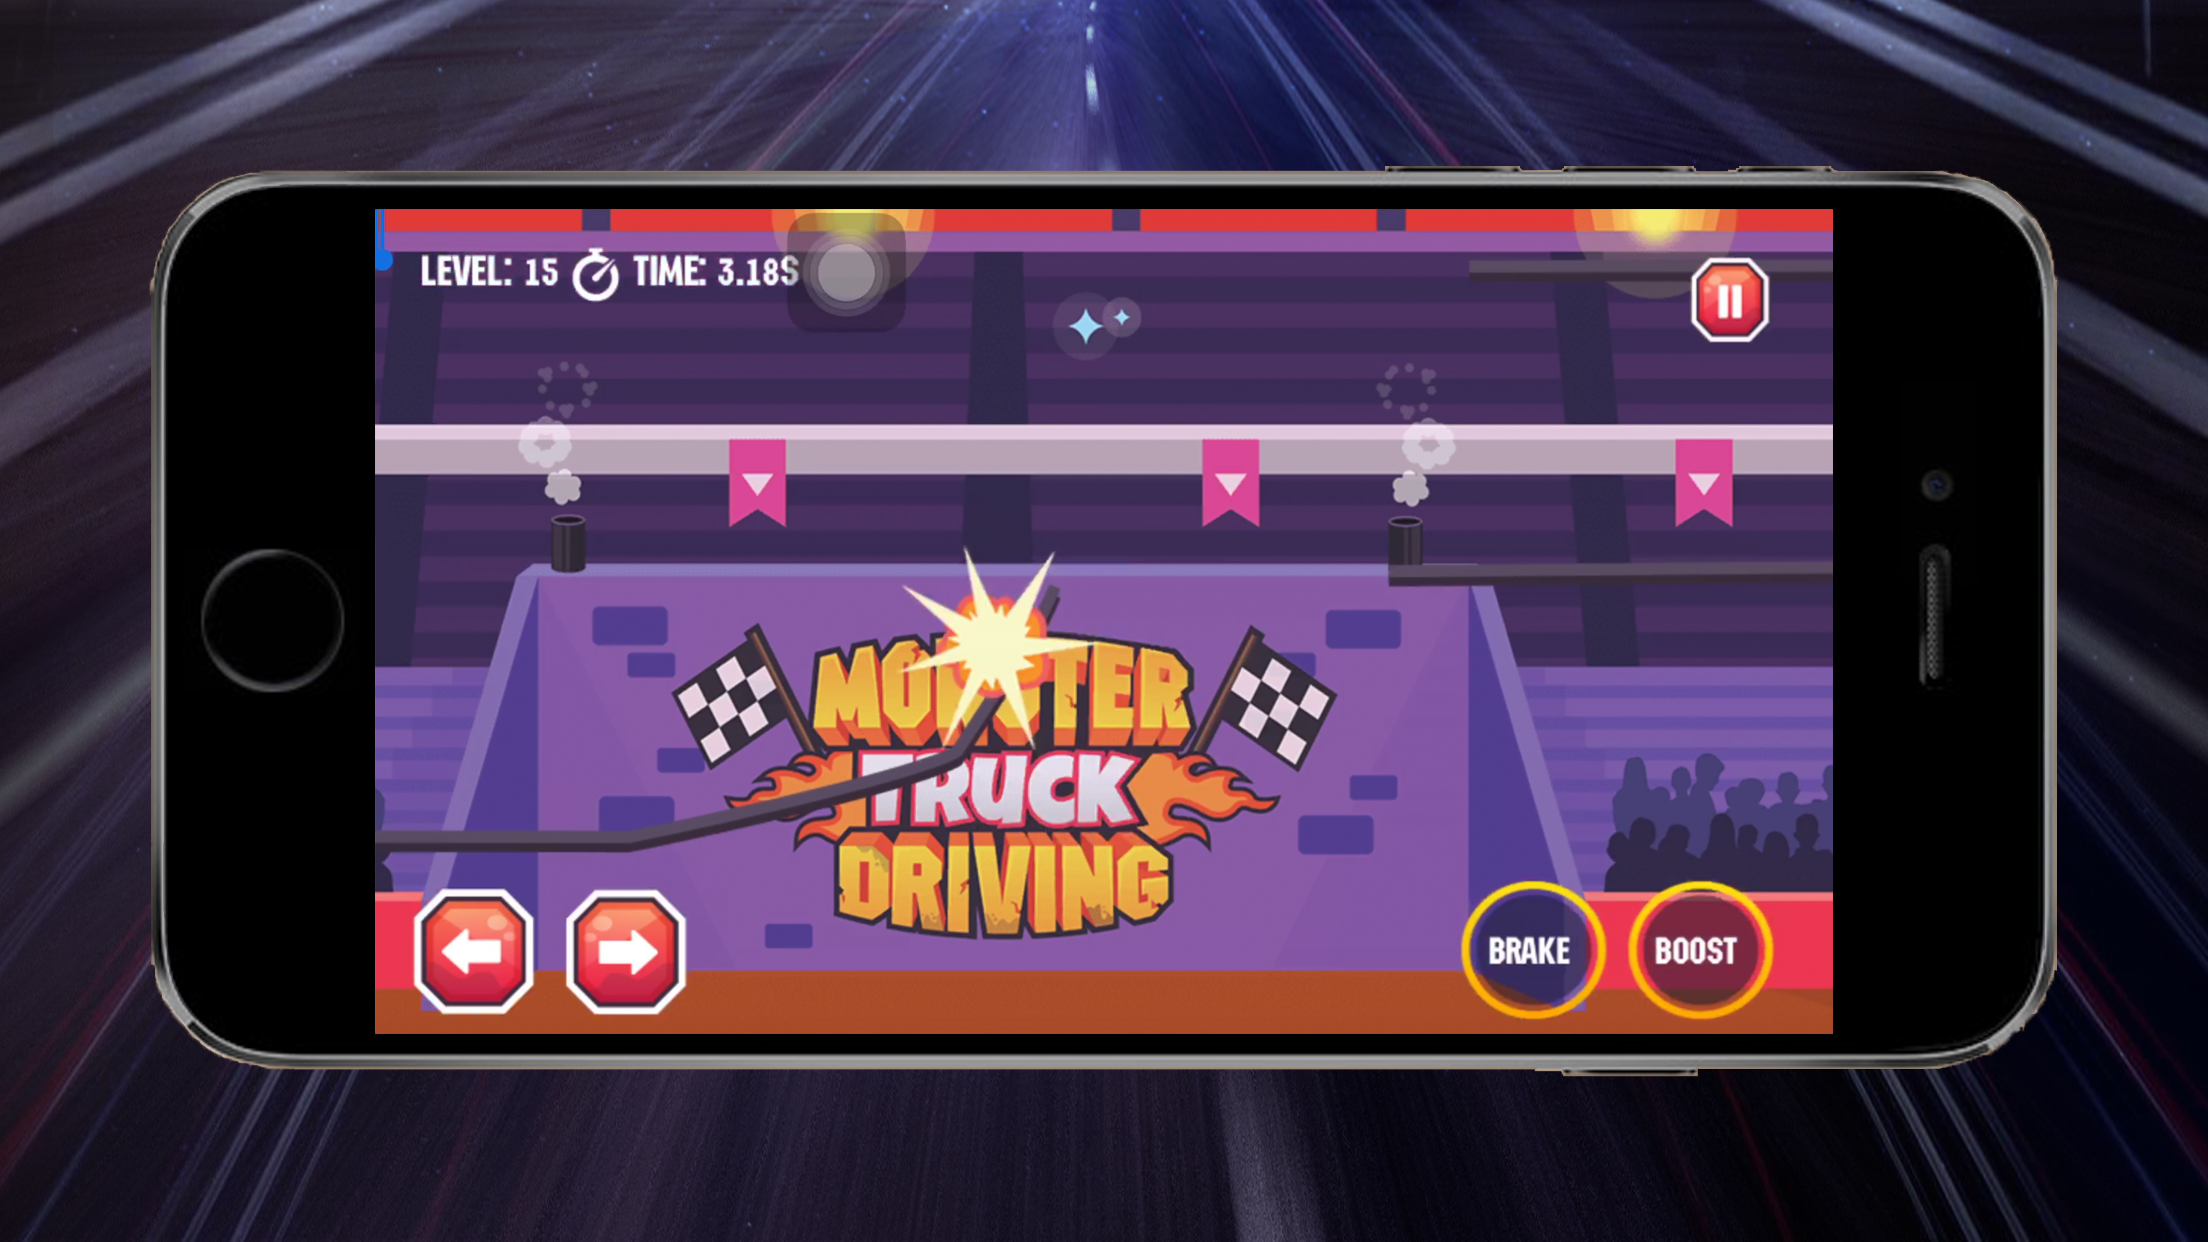 LEVEL: 15 TIME: 3.18S
MONSTER
TRUCK
DRIVING
BRAKE BOOST